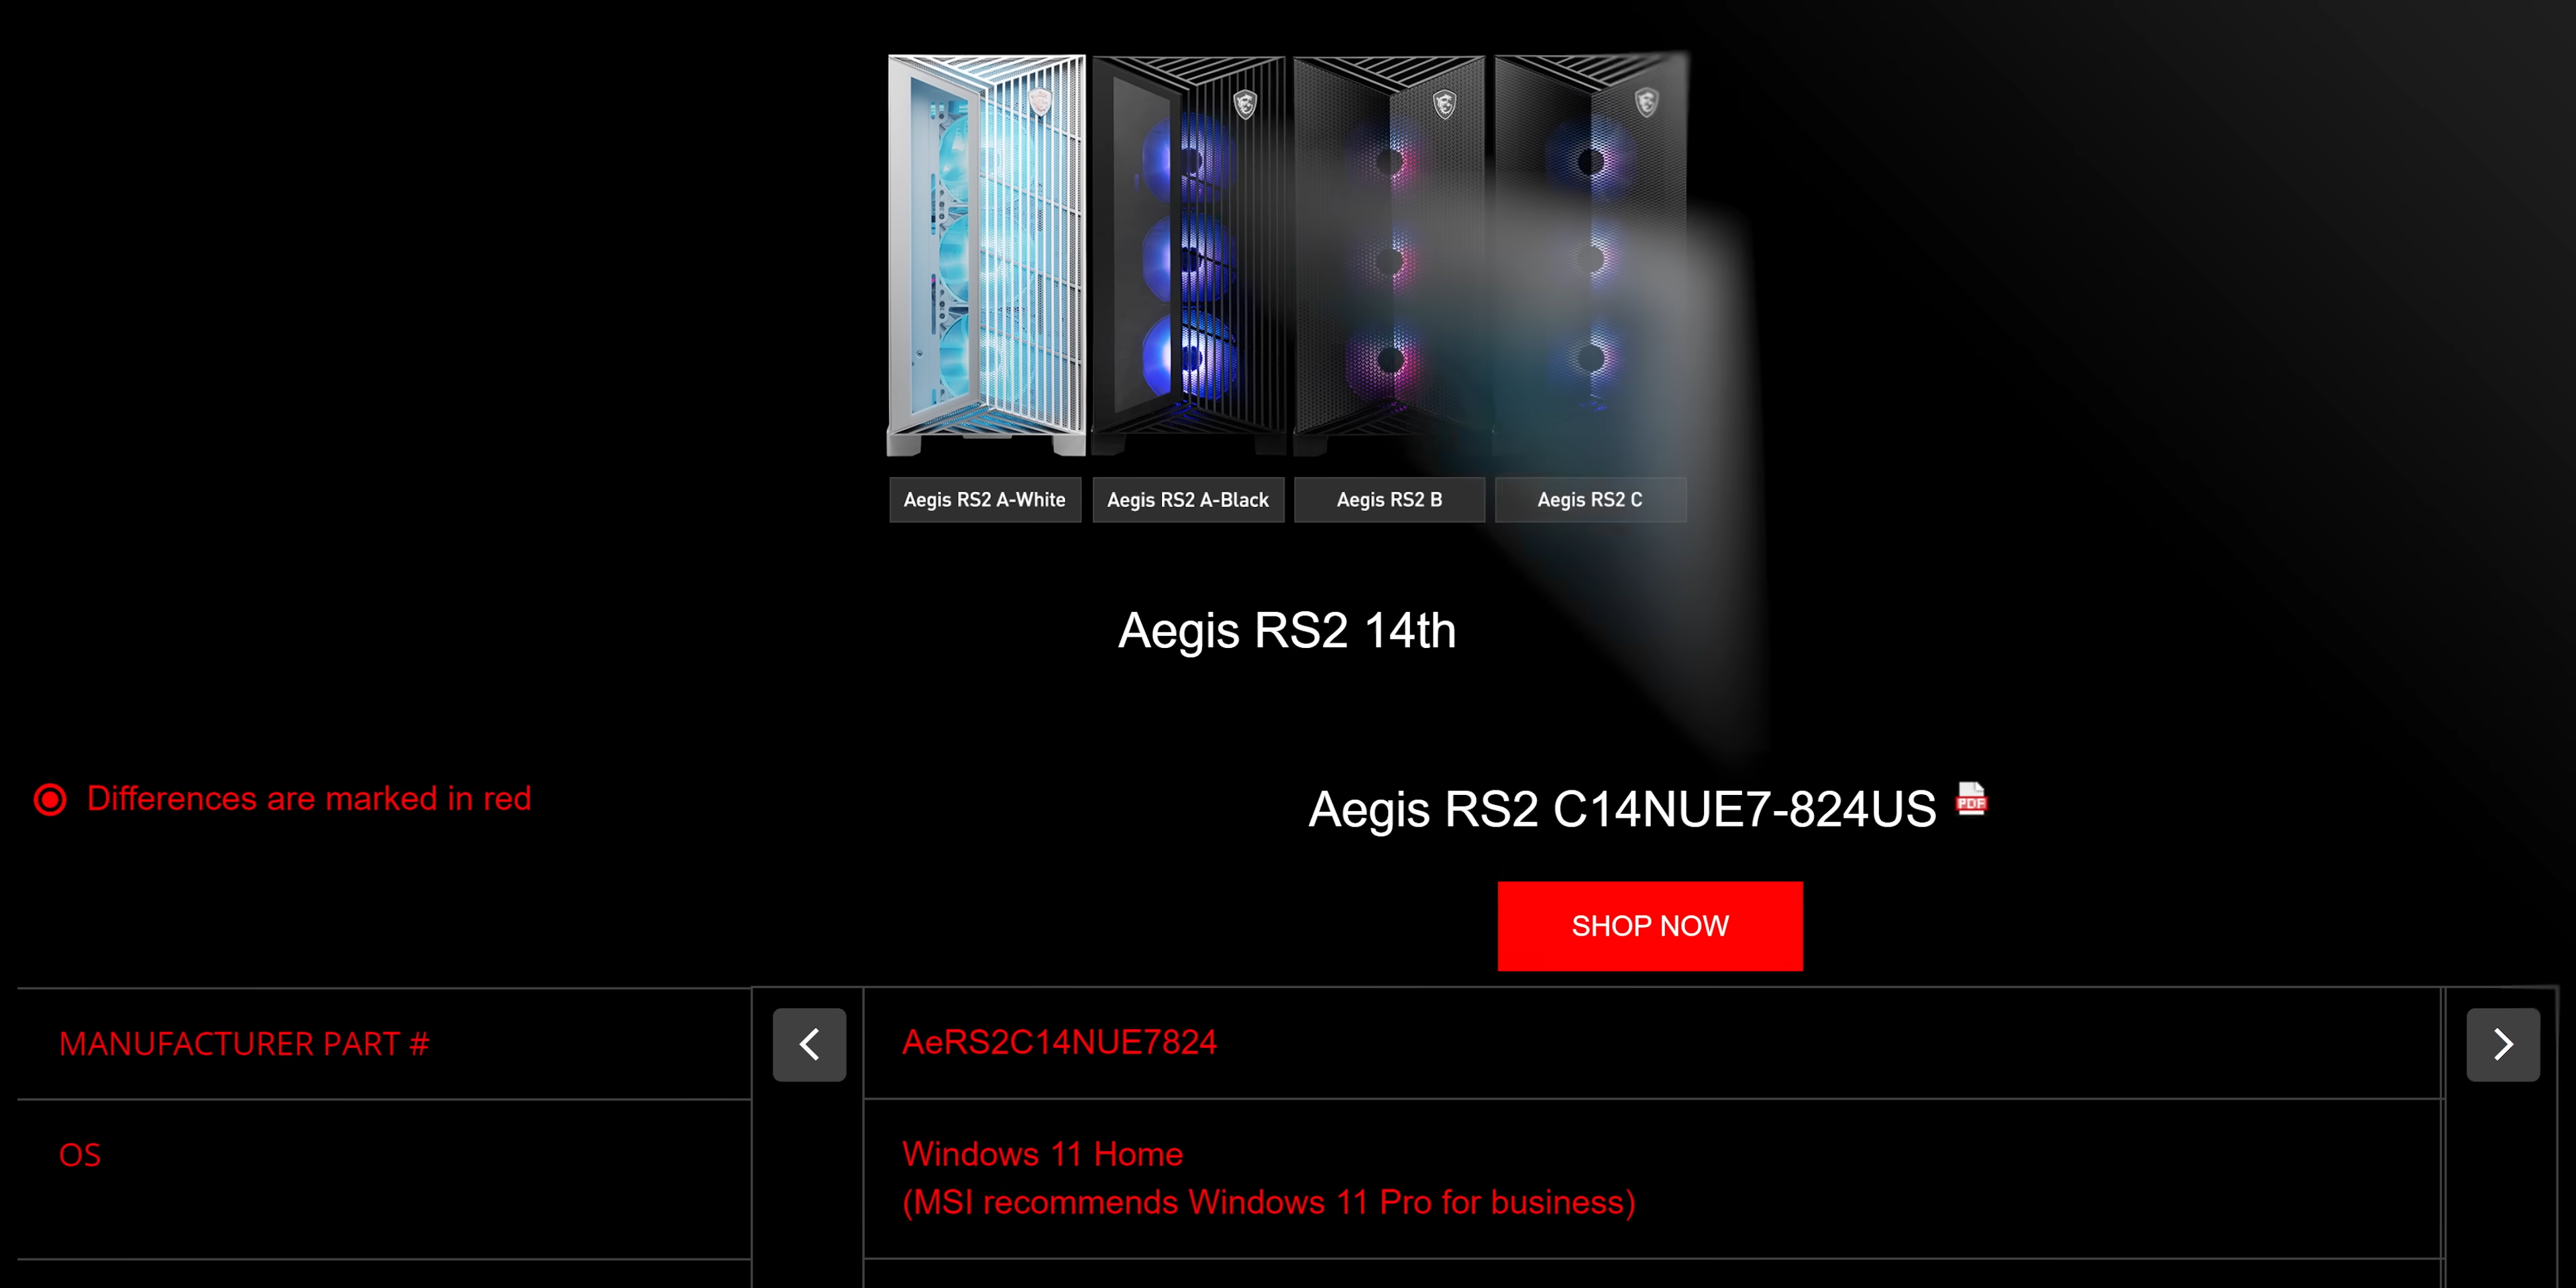 Aegis RS2 A-White
Aegis RS2 A-Black
Aegis RS2 B
Aegis RS2 C
Aegis RS2 14th
Differences are marked in red
Aegis RS2 C14NUE7-824US
PDF
SHOP NOW
MANUFACTURER PART #
AeRS2C14NUE7824
OS
Windows 11 Home
(MSI recommends Windows 11 Pro for business)